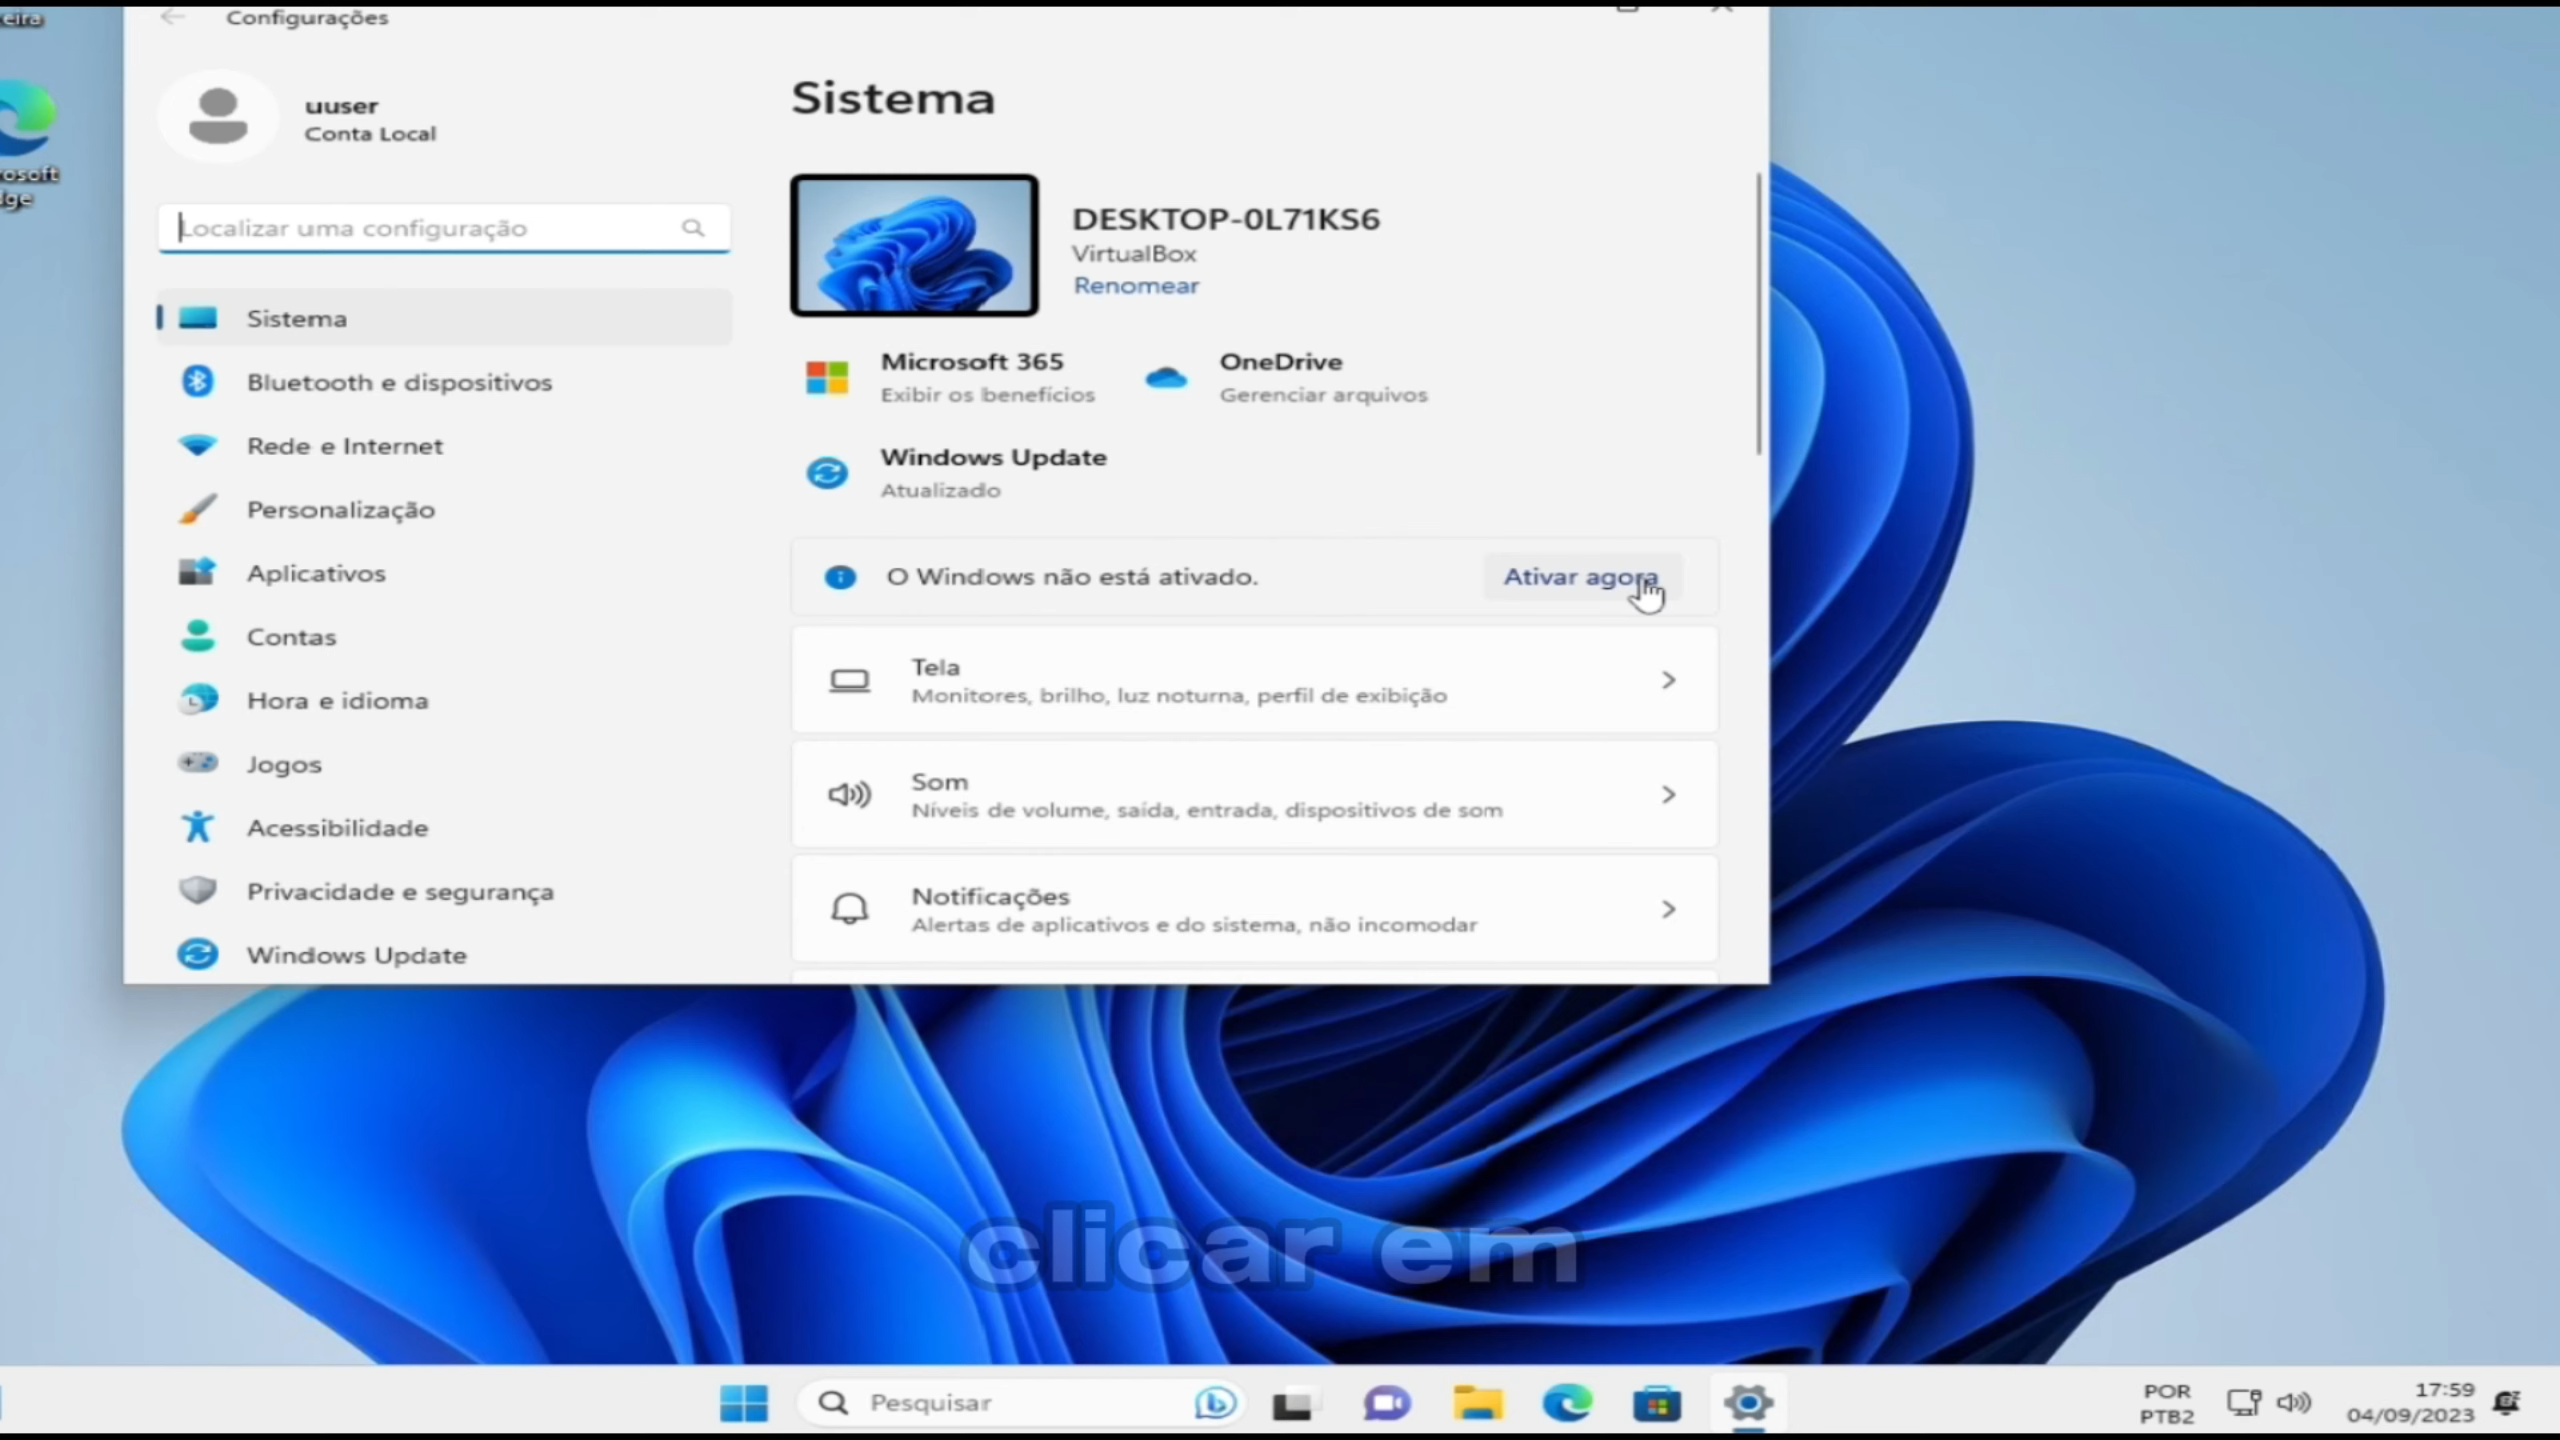 eira
Configurações
uuser
Conta Local
Localizar uma configuração
Sistema
Bluetooth e dispositivos
Rede e Internet
Personalização
Aplicativos
Contas
Hora e idioma
Jogos
Acessibilidade
Privacidade e segurança
Windows Update
Sistema
DESKTOP-0L71KS6
VirtualBox
Renomear
Microsoft 365
Exibir os benefícios
OneDrive
Gerenciar arquivos
Windows Update
Atualizado
O Windows não está ativado.
Ativar agora
Tela
Monitores, brilho, luz noturna, perfil de exibição
Som
Níveis de volume, saída, entrada, dispositivos de som
Notificações
Alertas de aplicativos e do sistema, não incomodar
rosoft
dge
clicar em
Pesquisar
POR
PTB2
17:59
04/09/2023